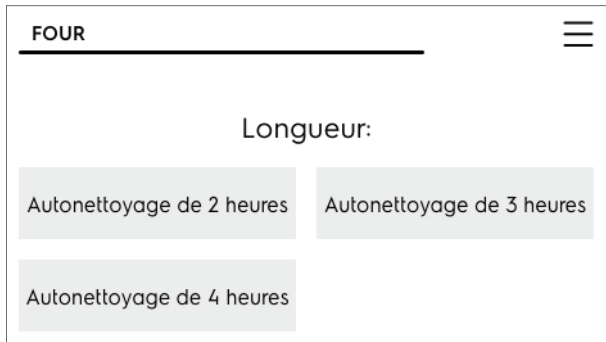 FOUR
Longueur:
Autonettoyage de 2 heures
Autonettoyage de 3 heures
Autonettoyage de 4 heures